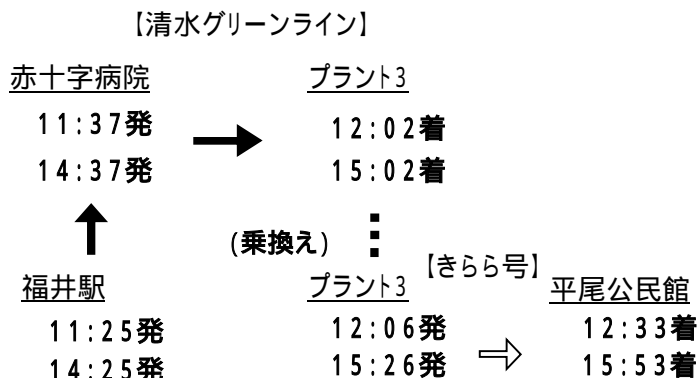 【清水グリーンライン】
赤十字病院 プラント3
11:37発 12:02着
14:37発 15:02着
(乗換え)
【きらら号】
福井駅 プラント3 平尾公民館
11:25発 12:06発 12:33着
14:25発 15:26発 15:53着